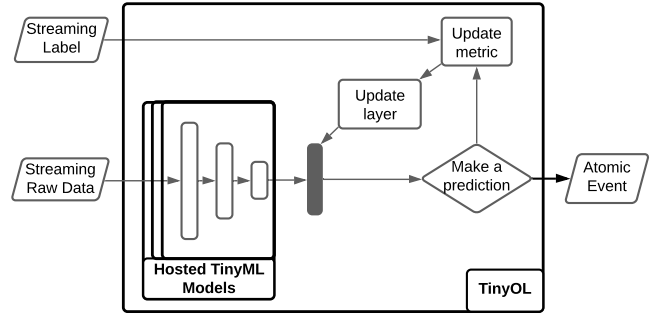 Streaming
Label
Update
metric
Update
layer
Streaming
Raw Data
Make a
prediction
Atomic
Event
Hosted TinyML
Models
TinyOL